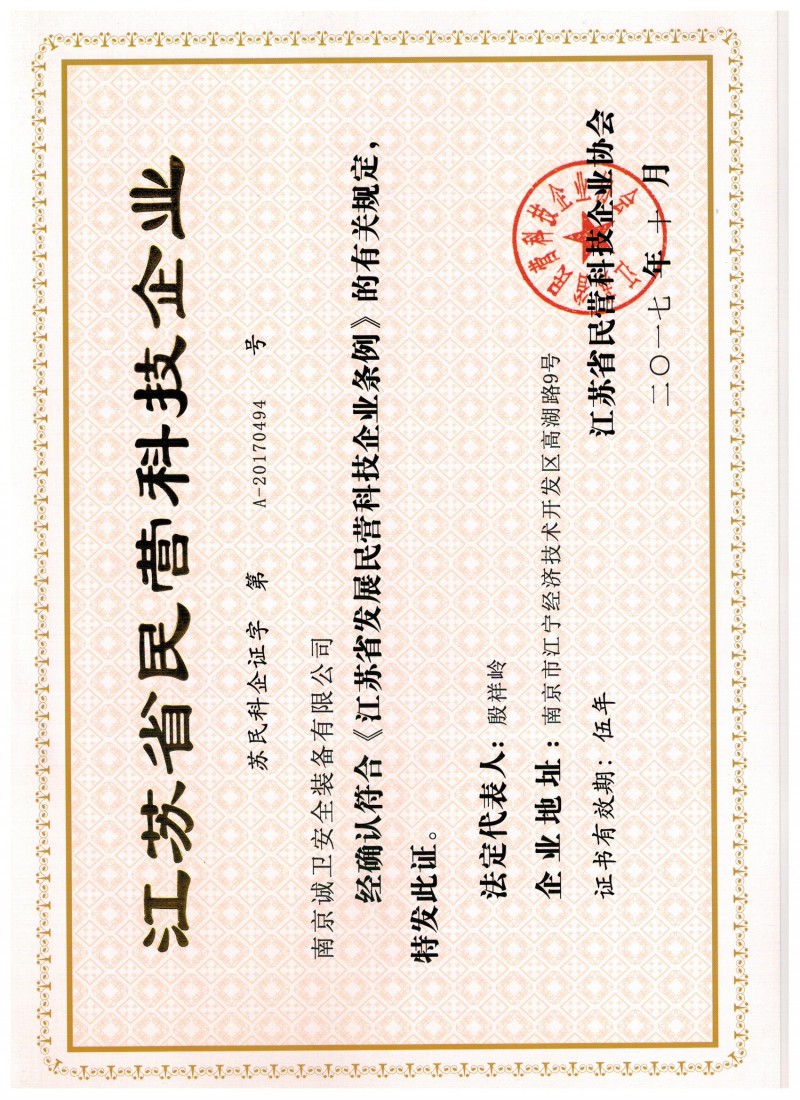 江苏省民营科技企业
苏民科企证字 第 A-20170494 号
南京诚卫安全装备有限公司
经确认符合《江苏省发展民营科技企业条例》的有关规定，
特发此证。
法定代表人：殷祥岭
企业地址：南京市江宁经济技术开发区高湖路9号
证书有效期：伍年
江苏省民营科技企业协会
二〇一七年十月